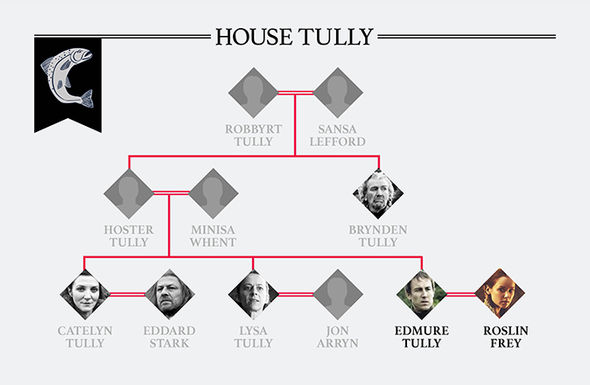 HOUSE TULLY
ROBBYRT
TULLY
SANSA
LEFFORD
HOSTER
TULLY
MINISA
WHENT
BRYNDEN
TULLY
CATELYN
TULLY
EDDARD
STARK
LYSA
TULLY
JON
ARRYN
EDMURE
TULLY
ROSLIN
FREY